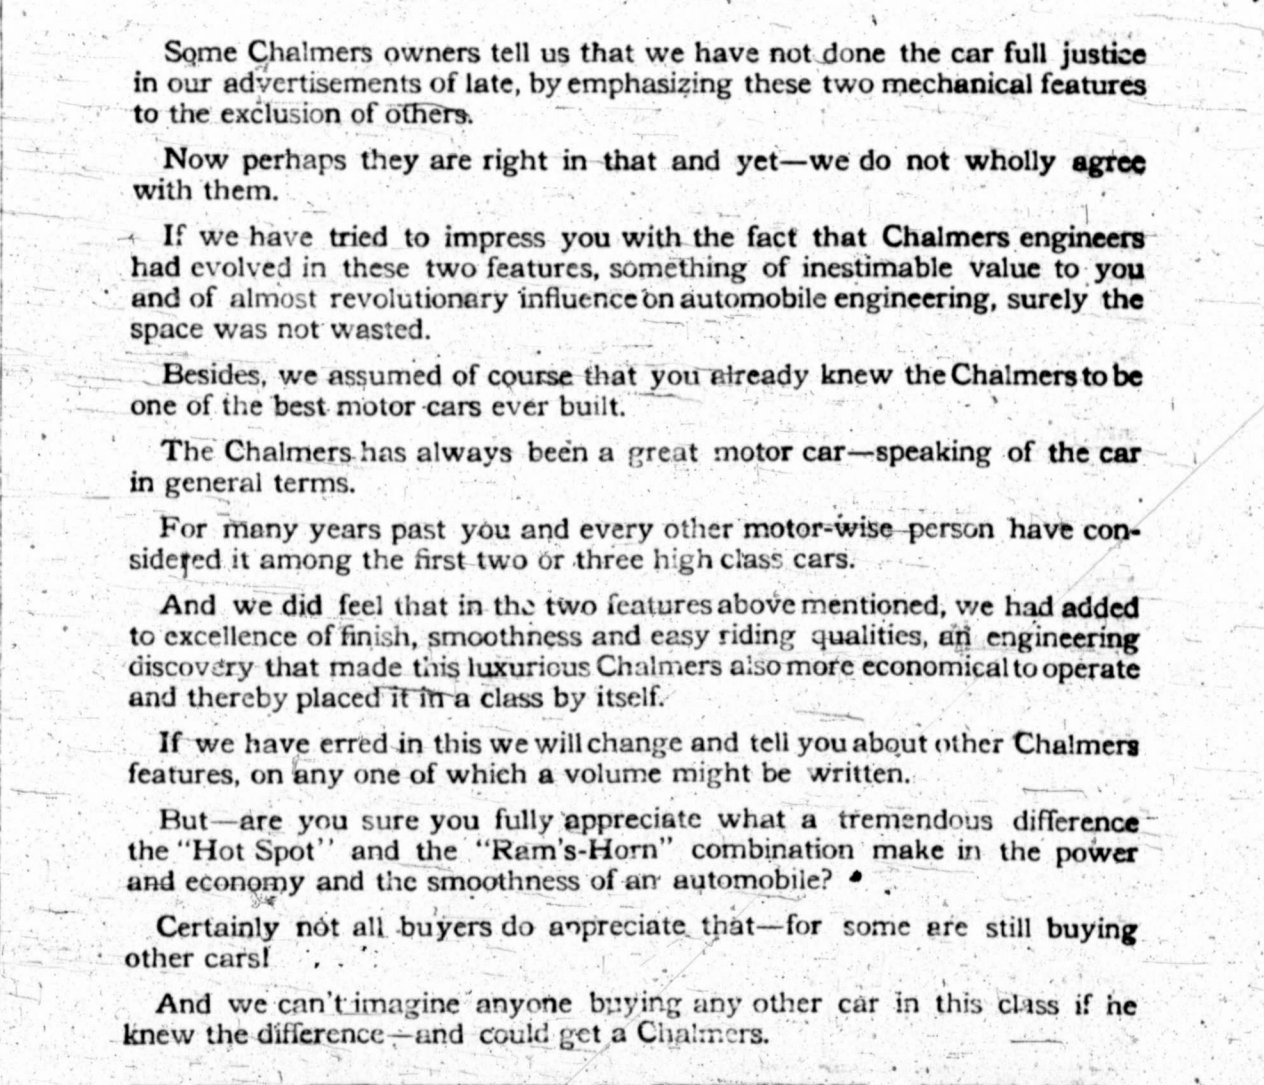 Some Chalmers owners tell us that we have not done the car full justice
in our advertisements of late, by emphasizing these two mechanical features
to the exclusion of others.
Now perhaps they are right in that and yet—we do not wholly agree
with them.
If we have tried to impress you with the fact that Chalmers engineers
had evolved in these two features, something of inestimable value to you
and of almost revolutionary influence on automobile engineering, surely the
space was not wasted.
Besides, we assumed of course that you already knew the Chalmers to be
one of the best motor cars ever built.
The Chalmers has always been a great motor car—speaking of the car
in general terms.
For many years past you and every other motor-wise person have con-
sidered it among the first two or three high class cars.
And we did feel that in the two features above mentioned, we had added
to excellence of finish, smoothness and easy riding qualities, an engineering
discovery that made this luxurious Chalmers also more economical to operate
and thereby placed it in a class by itself.
If we have erred in this we will change and tell you about other Chalmers
features, on any one of which a volume might be written.
But—are you sure you fully appreciate what a tremendous difference
the "Hot Spot" and the "Ram's-Horn" combination make in the power
and economy and the smoothness of an automobile?
Certainly not all buyers do appreciate that—for some are still buying
other cars!
And we can't imagine anyone buying any other car in this class if he
knew the difference—and could get a Chalmers.